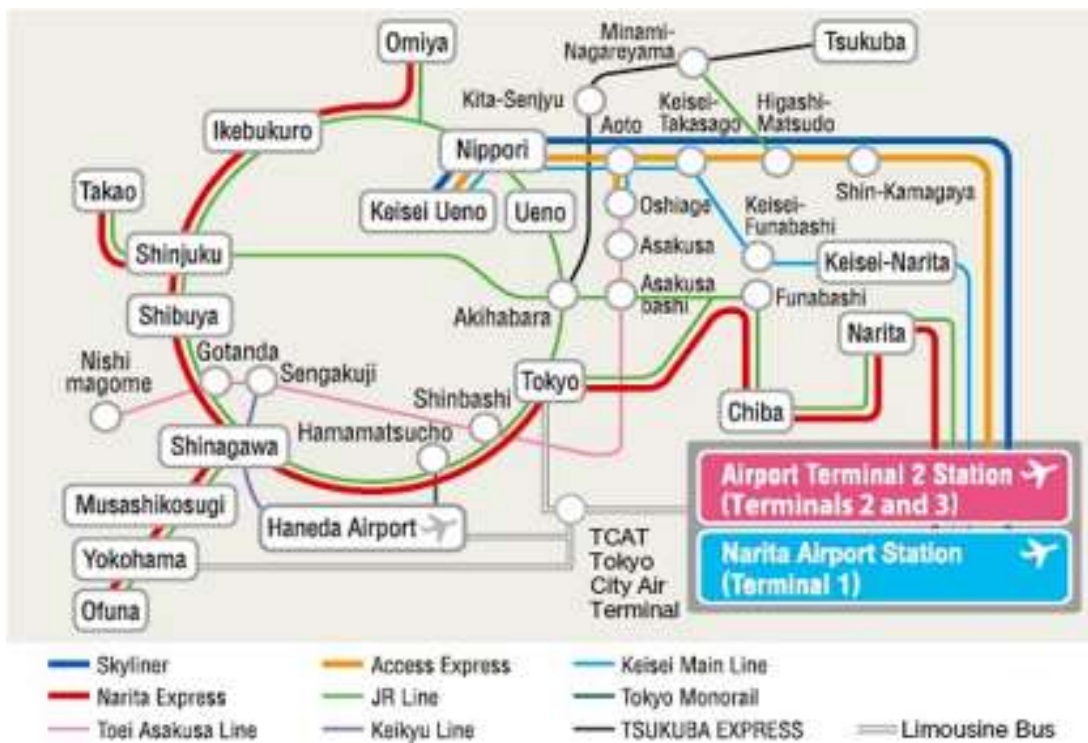 Omiya
Minami-
Nagareyama
Tsukuba
Kita-Senjyu
Keisei-
Takasago
Higashi-
Matsudo
Ikebukuro
Aoto
Nippori
Takao
Keisei Ueno
Ueno
Oshiage
Keisei-
Funabashi
Shin-Kamagaya
Shinjuku
Asakusa
Keisei-Narita
Shibuya
Akihabara
Asakusa
bashi
Funabashi
Narita
Nishi
magome
Gotanda
Sengakuji
Shinbashi
Tokyo
Chiba
Shinagawa
Hamamatsucho
Musashikosugi
Haneda Airport
Airport Terminal 2 Station
(Terminals 2 and 3)
Yokohama
TCAT
Tokyo
City Air
Terminal
Narita Airport Station
(Terminal 1)
Ofuna
Skyliner
Access Express
Keisei Main Line
Narita Express
JR Line
Tokyo Monorail
Toei Asakusa Line
Keikyu Line
TSUKUBA EXPRESS
Limousine Bus